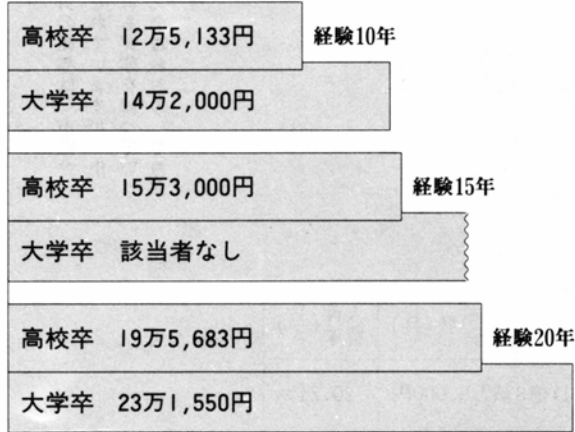 高校卒 12万5,133円 経験10年
大学卒 14万2,000円
高校卒 15万3,000円 経験15年
大学卒 該当者なし
高校卒 19万5,683円 経験20年
大学卒 23万1,550円